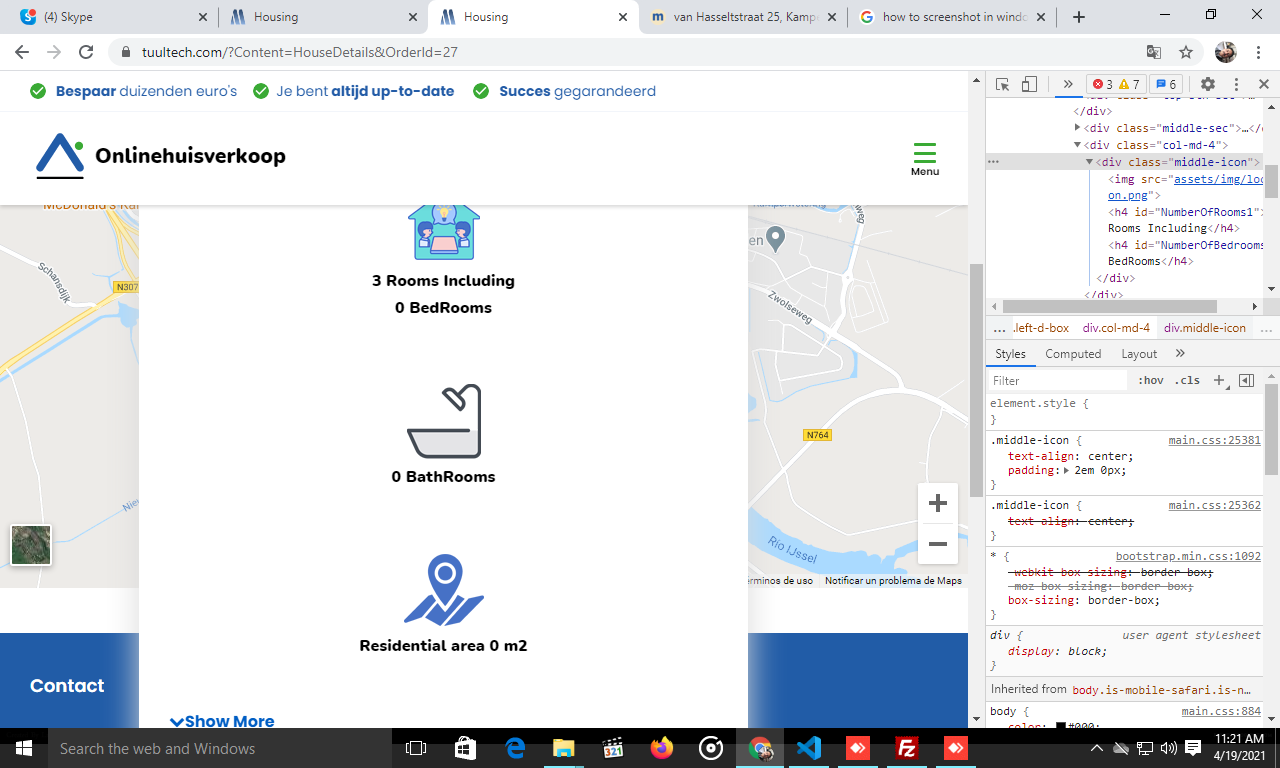 (4) Skype
Housing
Housing
van Hasseltstraat 25, Kamp
how to screenshot in windo
tuultech.com/?Content=HouseDetails&OrderId=27
Bespaar duizenden euro's
Je bent altijd up-to-date
Succes gegarandeerd
Onlinehuisverkoop
Menu
Schansdijk
N307
Zwolseweg
N764
Río IJssel
3 Rooms Including
0 BedRooms
0 BathRooms
Residential area 0 m2
Show More
érminos de uso
Notificar un problema de Maps
Contact
3
7
6
</div>
<div class="middle-sec">…</
<div class="col-md-4">
<div class="middle-icon">
<img src="assets/img/loc
on.png">
<h4 id="NumberOfRooms1">
Rooms Including</h4>
<h4 id="NumberOfBedrooms
BedRooms</h4>
</div>
</div>
… .left-d-box div.col-md-4 div.middle-icon …
Styles Computed Layout »
Filter :hov .cls
element.style {
}
.middle-icon { main.css:25381
text-align: center;
padding: 2em 0px;
}
.middle-icon { main.css:25362
text-align: center;
}
* { bootstrap.min.css:1092
-webkit-box-sizing: border-box;
-moz-box-sizing: border-box;
box-sizing: border-box;
}
div { user agent stylesheet
display: block;
}
Inherited from body.is-mobile-safari.is-n…
body { main.css:884
color: #000;
Search the web and Windows
321
11:21 AM
4/19/2021